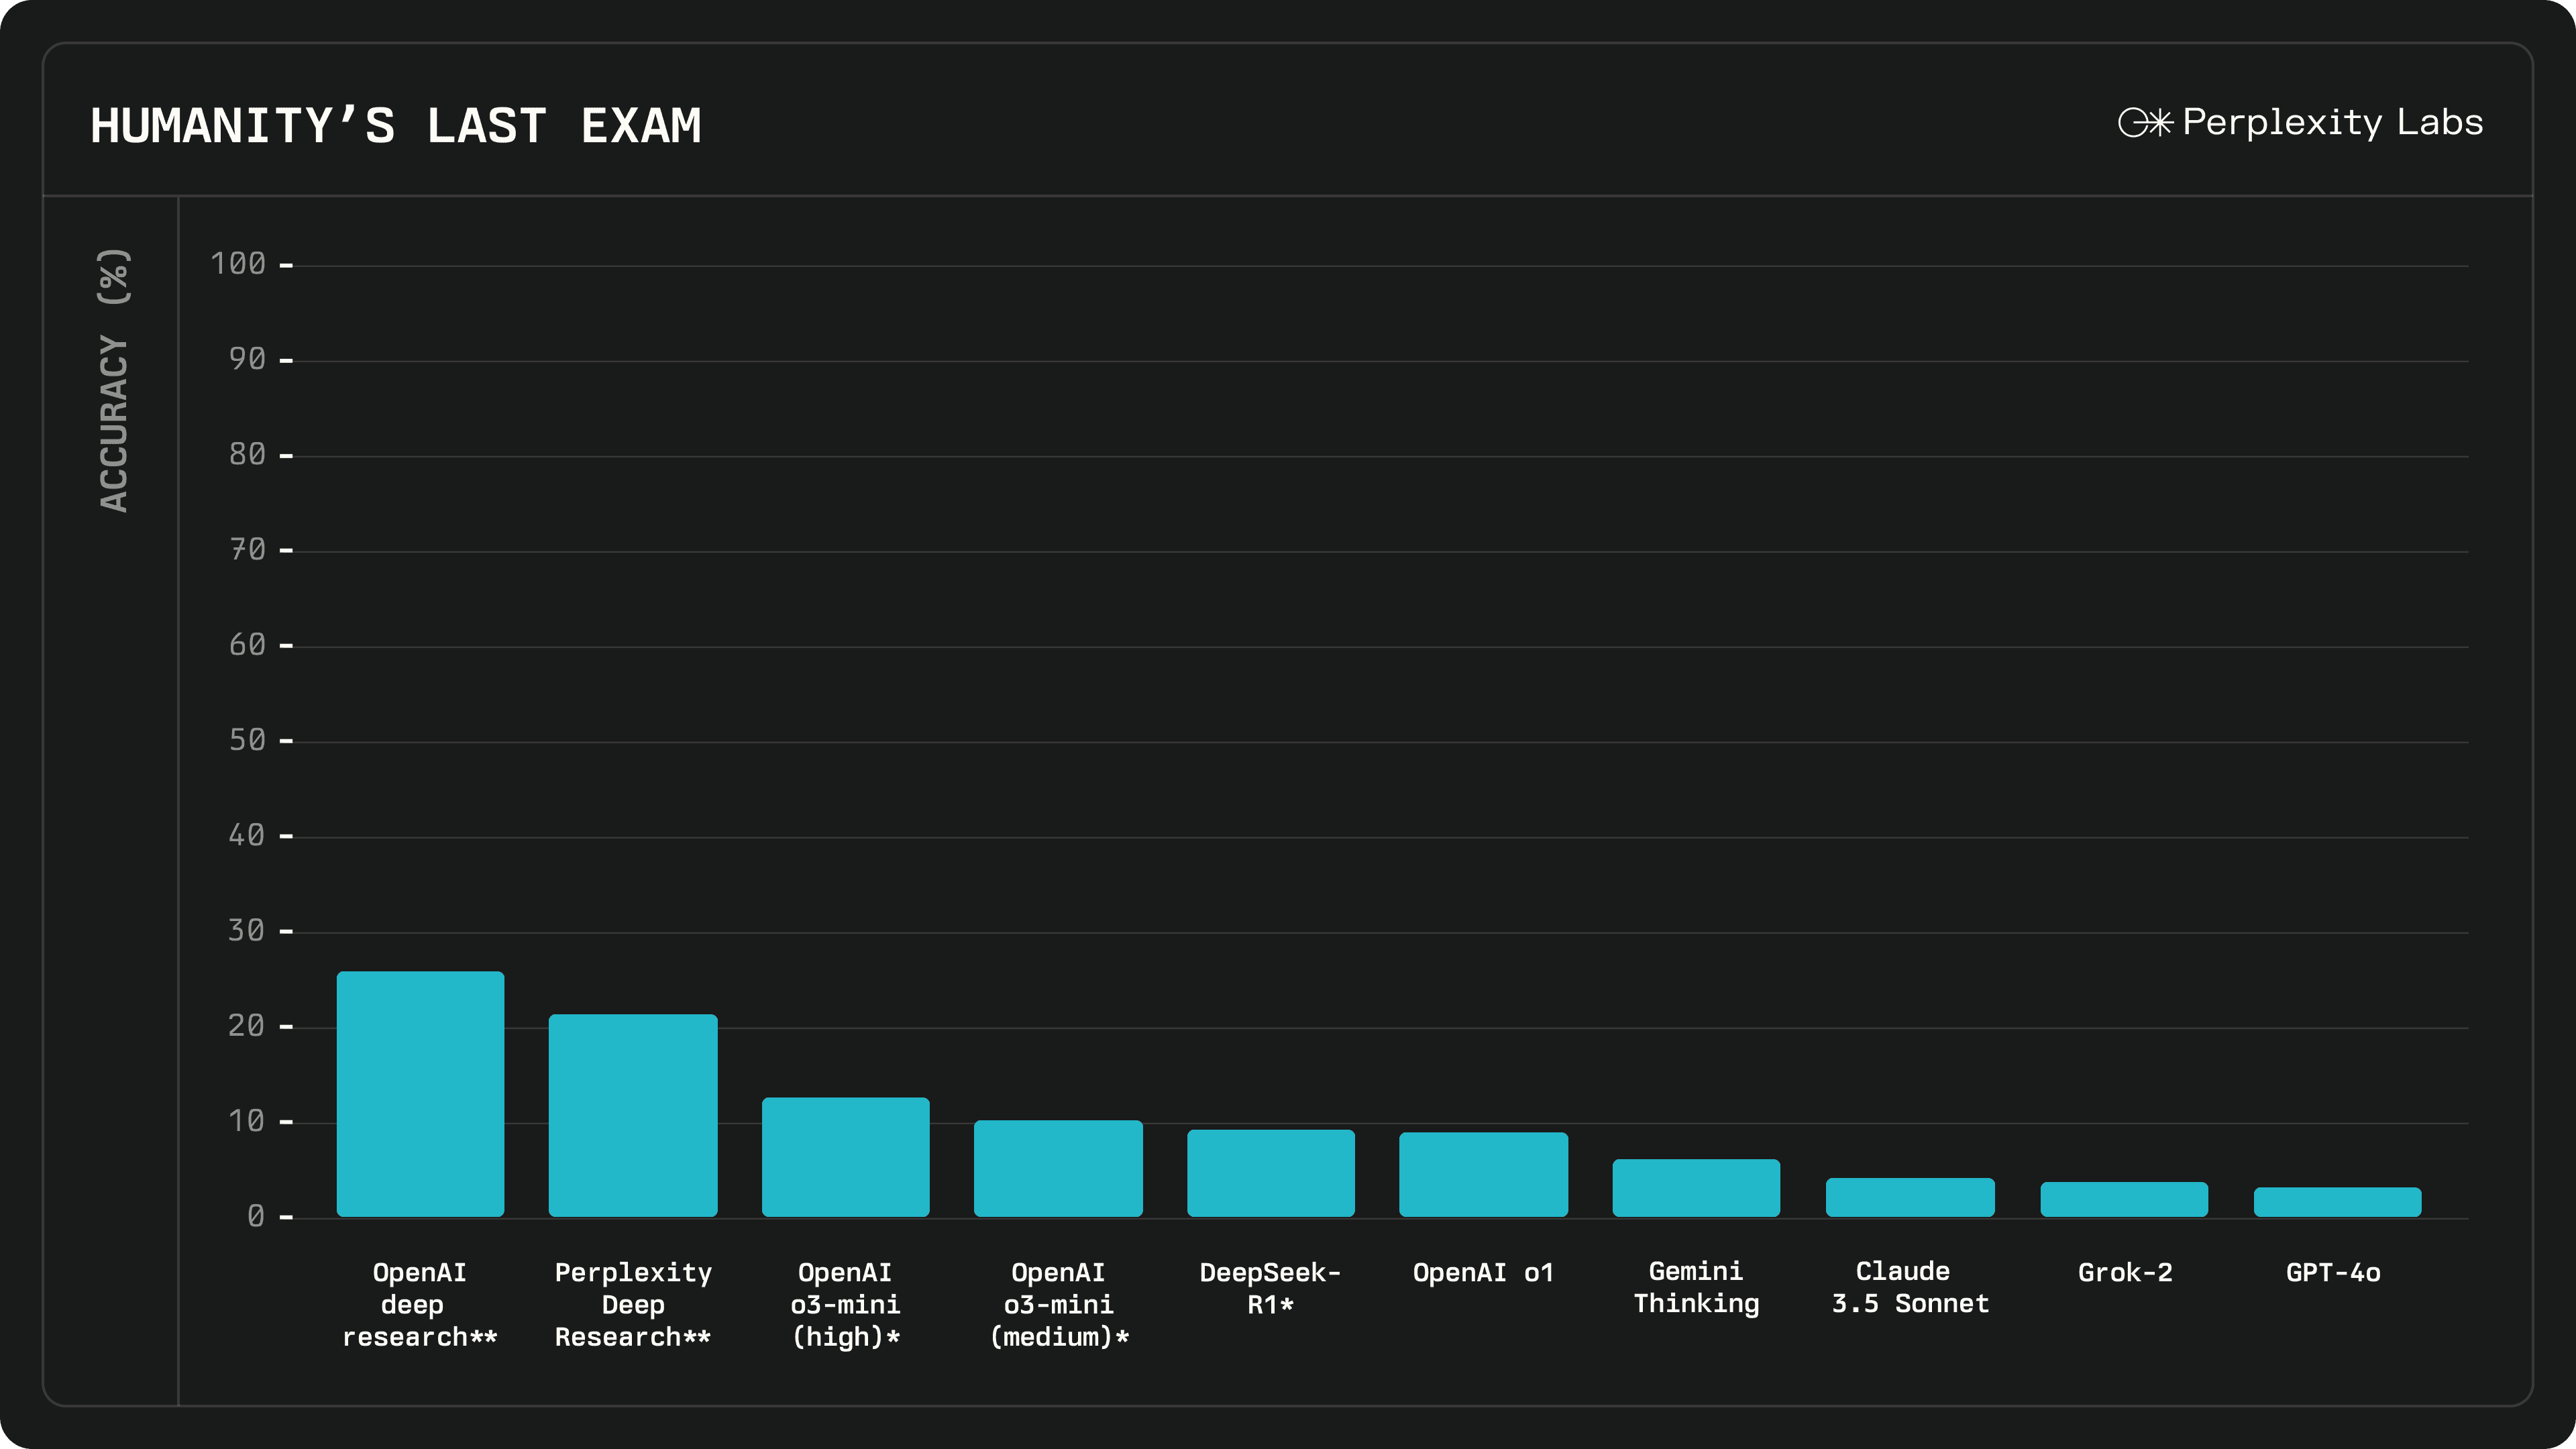 HUMANITY’S LAST EXAM
Perplexity Labs
ACCURACY (%)
100
90
80
70
60
50
40
30
20
10
0
OpenAI
deep
research**
Perplexity
Deep
Research**
OpenAI
o3-mini
(high)*
OpenAI
o3-mini
(medium)*
DeepSeek-
R1*
OpenAI o1
Gemini
Thinking
Claude
3.5 Sonnet
Grok-2
GPT-4o